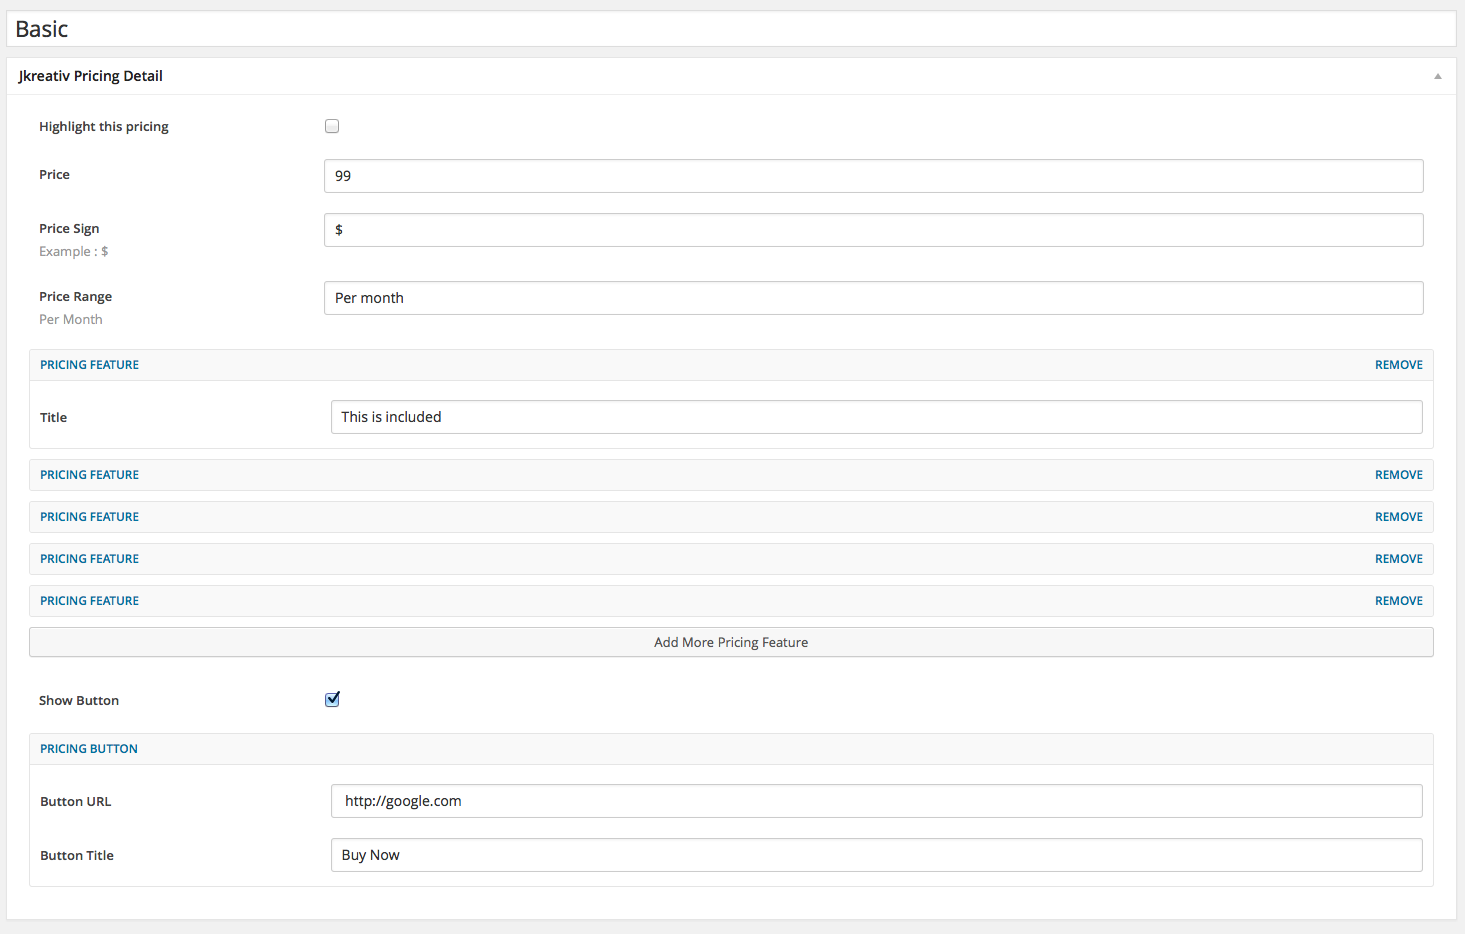 Basic
Jkreativ Pricing Detail
Highlight this pricing
Price
99
Price Sign
$
Example : $
Price Range
Per month
Per Month
PRICING FEATURE REMOVE
Title
This is included
PRICING FEATURE REMOVE
PRICING FEATURE REMOVE
PRICING FEATURE REMOVE
PRICING FEATURE REMOVE
Add More Pricing Feature
Show Button
PRICING BUTTON
Button URL
http://google.com
Button Title
Buy Now